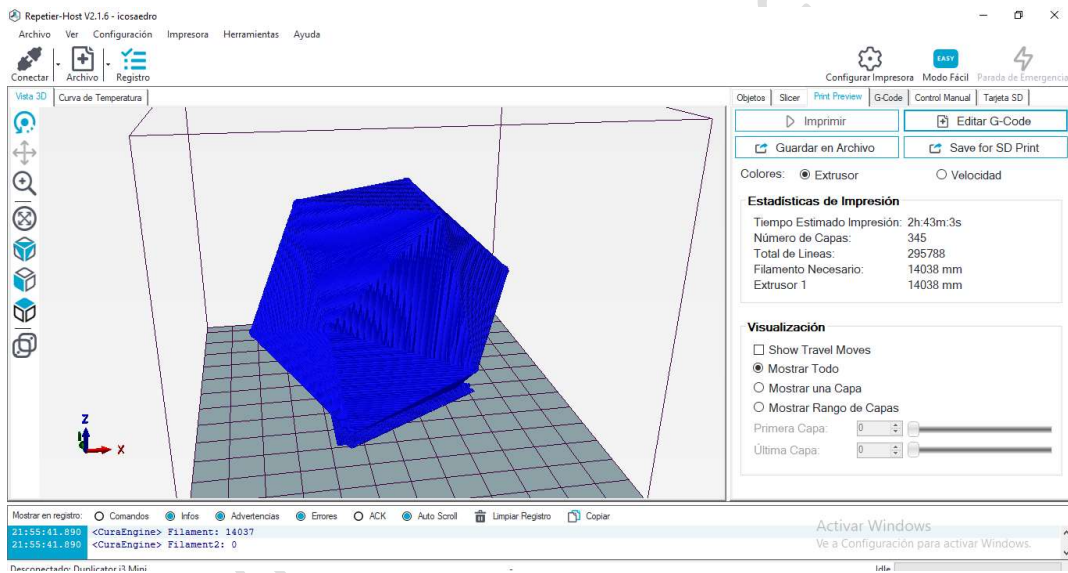 Repetier-Host V2.1.6 - icosaedro
Archivo Ver Configuración Impresora Herramientas Ayuda
Conectar Archivo Registro
Configurar Impresora EASY Modo Fácil Parada de Emergencia
Vista 3D Curva de Temperatura
Objetos Slicer Print Preview G-Code Control Manual Tarjeta SD
Imprimir Editar G-Code
Guardar en Archivo Save for SD Print
Colores: Extrusor Velocidad
Estadísticas de Impresión
Tiempo Estimado Impresión: 2h:43m:3s
Número de Capas: 345
Total de Lineas: 295788
Filamento Necesario: 14038 mm
Extrusor 1 14038 mm
Visualización
Show Travel Moves
Mostrar Todo
Mostrar una Capa
Mostrar Rango de Capas
Primera Capa: 0
Última Capa: 0
Z
X
Mostrar en registro: Comandos Infos Advertencias Errores ACK Auto Scroll Limpiar Registro Copiar
21:55:41.890 <CuraEngine> Filament: 14037
21:55:41.890 <CuraEngine> Filament2: 0
Activar Windows
Ve a Configuración para activar Windows.
Desconectado: Duplicator i3 Mini - Idle